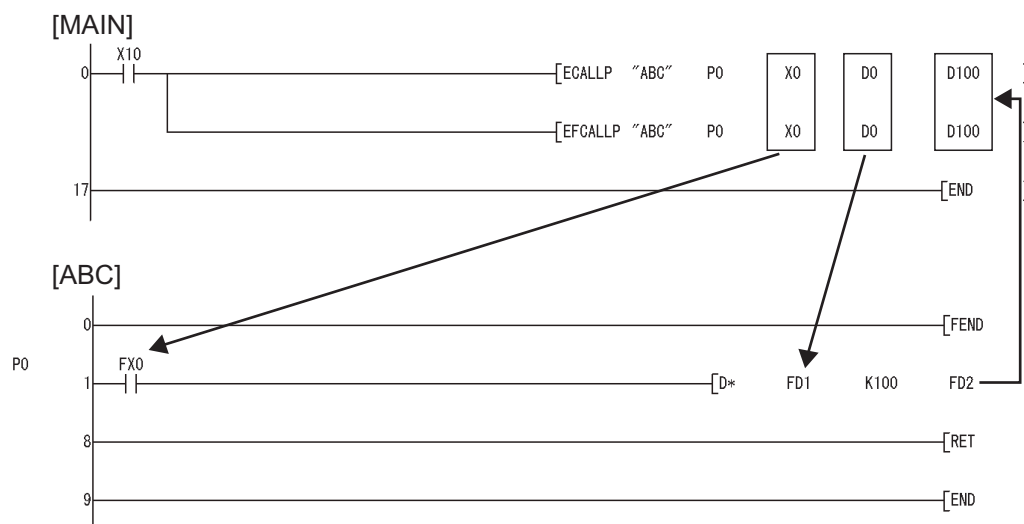 [MAIN]
X10
0 [ECALLP ″ABC″ P0 X0 D0 D100
[EFCALLP ″ABC″ P0 X0 D0 D100
17 [END
[ABC]
0 [FEND
P0 FX0
1 [D* FD1 K100 FD2
8 [RET
9 [END